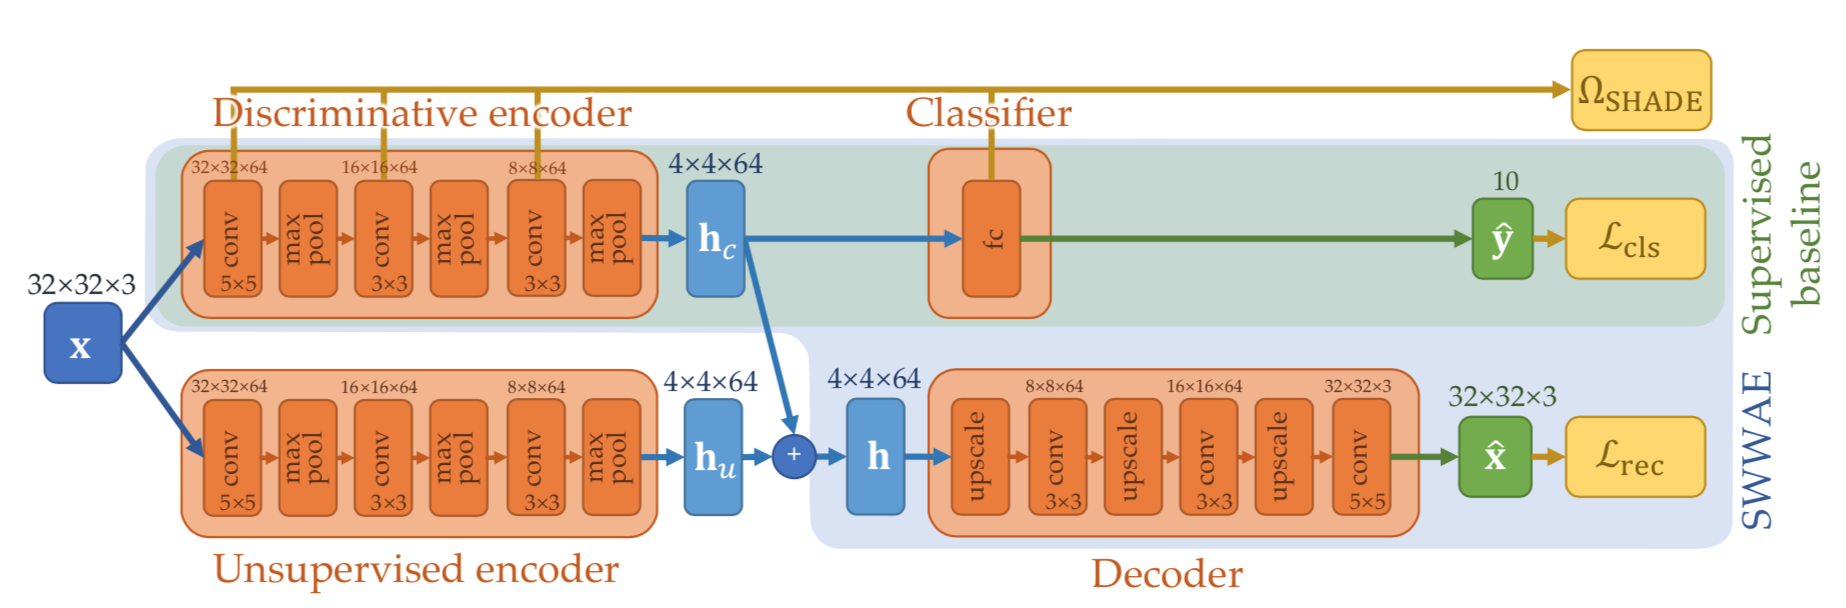 Ω_SHADE
Discriminative encoder
Classifier
32×32×64
16×16×64
8×8×64
4×4×64
10
conv
5×5
max pool
conv
3×3
max pool
conv
3×3
max pool
h_c
fc
ŷ
ℒ_cls
Supervised
baseline
32×32×3
x
32×32×64
16×16×64
8×8×64
4×4×64
4×4×64
8×8×64
16×16×64
32×32×3
32×32×3
conv
5×5
max pool
conv
3×3
max pool
conv
3×3
max pool
h_u
+
h
upscale
conv
3×3
upscale
conv
3×3
upscale
conv
5×5
x̂
ℒ_rec
SWWAE
Unsupervised encoder
Decoder